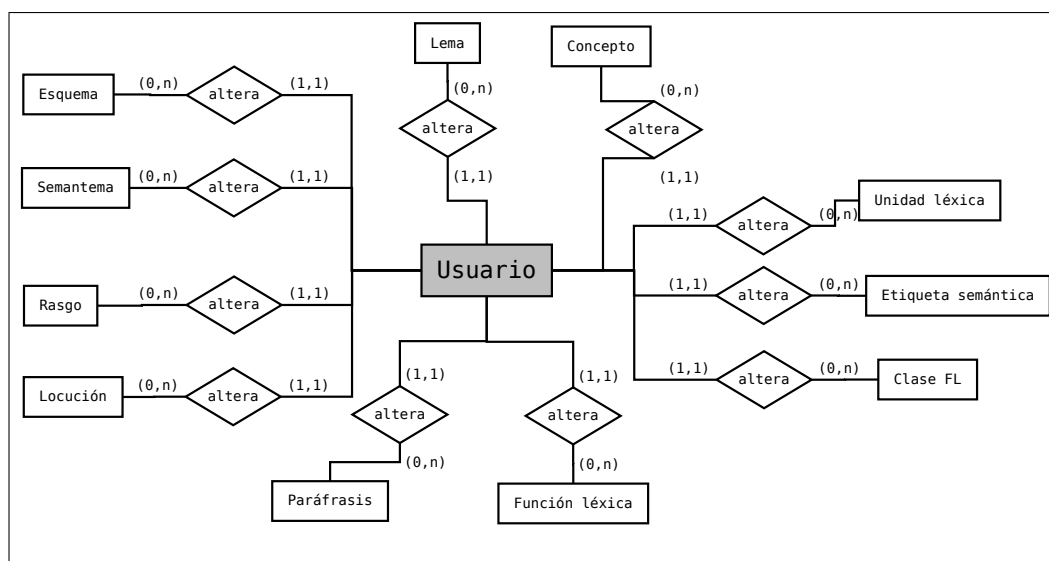 Lema
Concepto
(0,n)
(1,1)
Esquema
altera
(0,n)
altera
(1,1)
(0,n)
altera
(1,1)
Semantema
(0,n)
altera
(1,1)
Unidad léxica
(1,1)
altera
(0,n)
Usuario
Etiqueta semántica
(1,1)
altera
(0,n)
Rasgo
(0,n)
altera
(1,1)
Clase FL
(1,1)
altera
(0,n)
Locución
(0,n)
altera
(1,1)
(1,1)
altera
(0,n)
Paráfrasis
(1,1)
altera
(0,n)
Función léxica